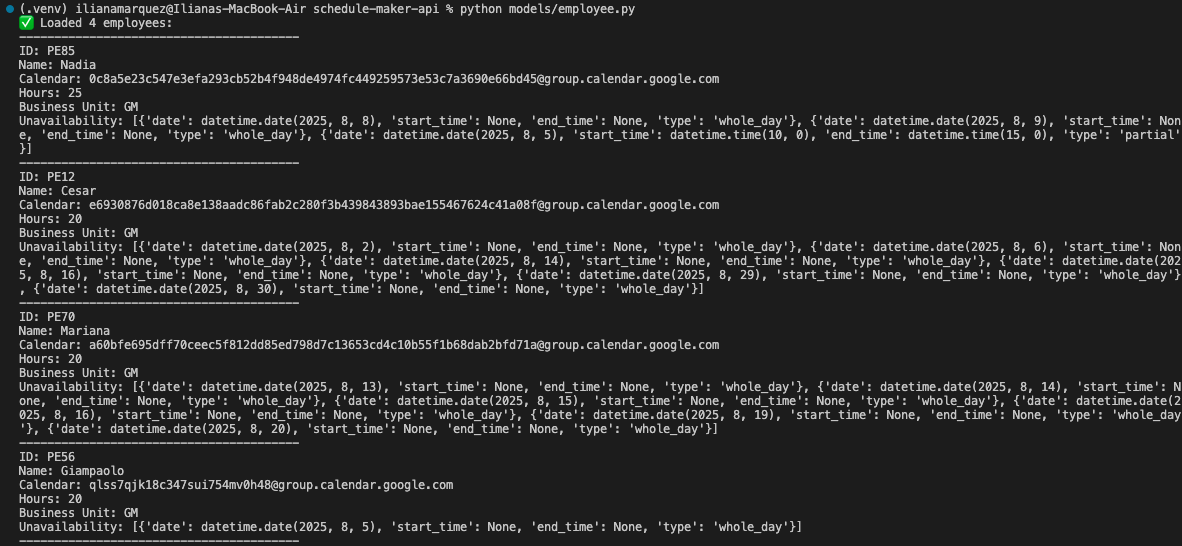 (.venv) ilianamarquez@Ilianas-MacBook-Air schedule-maker-api % python models/employee.py
✅ Loaded 4 employees:
----------------------------------------
ID: PE85
Name: Nadia
Calendar: 0c8a5e23c547e3efa293cb52b4f948de4974fc449259573e53c7a3690e66bd45@group.calendar.google.com
Hours: 25
Business Unit: GM
Unavailability: [{'date': datetime.date(2025, 8, 8), 'start_time': None, 'end_time': None, 'type': 'whole_day'}, {'date': datetime.date(2025, 8, 9), 'start_time': Non
e, 'end_time': None, 'type': 'whole_day'}, {'date': datetime.date(2025, 8, 5), 'start_time': datetime.time(10, 0), 'end_time': datetime.time(15, 0), 'type': 'partial'
}]
----------------------------------------
ID: PE12
Name: Cesar
Calendar: e6930876d018ca8e138aadc86fab2c280f3b439843893bae155467624c41a08f@group.calendar.google.com
Hours: 20
Business Unit: GM
Unavailability: [{'date': datetime.date(2025, 8, 2), 'start_time': None, 'end_time': None, 'type': 'whole_day'}, {'date': datetime.date(2025, 8, 6), 'start_time': Non
e, 'end_time': None, 'type': 'whole_day'}, {'date': datetime.date(2025, 8, 14), 'start_time': None, 'end_time': None, 'type': 'whole_day'}, {'date': datetime.date(202
5, 8, 16), 'start_time': None, 'end_time': None, 'type': 'whole_day'}, {'date': datetime.date(2025, 8, 29), 'start_time': None, 'end_time': None, 'type': 'whole_day'}
, {'date': datetime.date(2025, 8, 30), 'start_time': None, 'end_time': None, 'type': 'whole_day'}]
----------------------------------------
ID: PE70
Name: Mariana
Calendar: a60bfe695dff70ceec5f812dd85ed798d7c13653cd4c10b55f1b68dab2bfd71a@group.calendar.google.com
Hours: 20
Business Unit: GM
Unavailability: [{'date': datetime.date(2025, 8, 13), 'start_time': None, 'end_time': None, 'type': 'whole_day'}, {'date': datetime.date(2025, 8, 14), 'start_time': N
one, 'end_time': None, 'type': 'whole_day'}, {'date': datetime.date(2025, 8, 15), 'start_time': None, 'end_time': None, 'type': 'whole_day'}, {'date': datetime.date(2
025, 8, 16), 'start_time': None, 'end_time': None, 'type': 'whole_day'}, {'date': datetime.date(2025, 8, 19), 'start_time': None, 'end_time': None, 'type': 'whole_day
'}, {'date': datetime.date(2025, 8, 20), 'start_time': None, 'end_time': None, 'type': 'whole_day'}]
----------------------------------------
ID: PE56
Name: Giampaolo
Calendar: qlss7qjk18c347sui754mv0h48@group.calendar.google.com
Hours: 20
Business Unit: GM
Unavailability: [{'date': datetime.date(2025, 8, 5), 'start_time': None, 'end_time': None, 'type': 'whole_day'}]
----------------------------------------